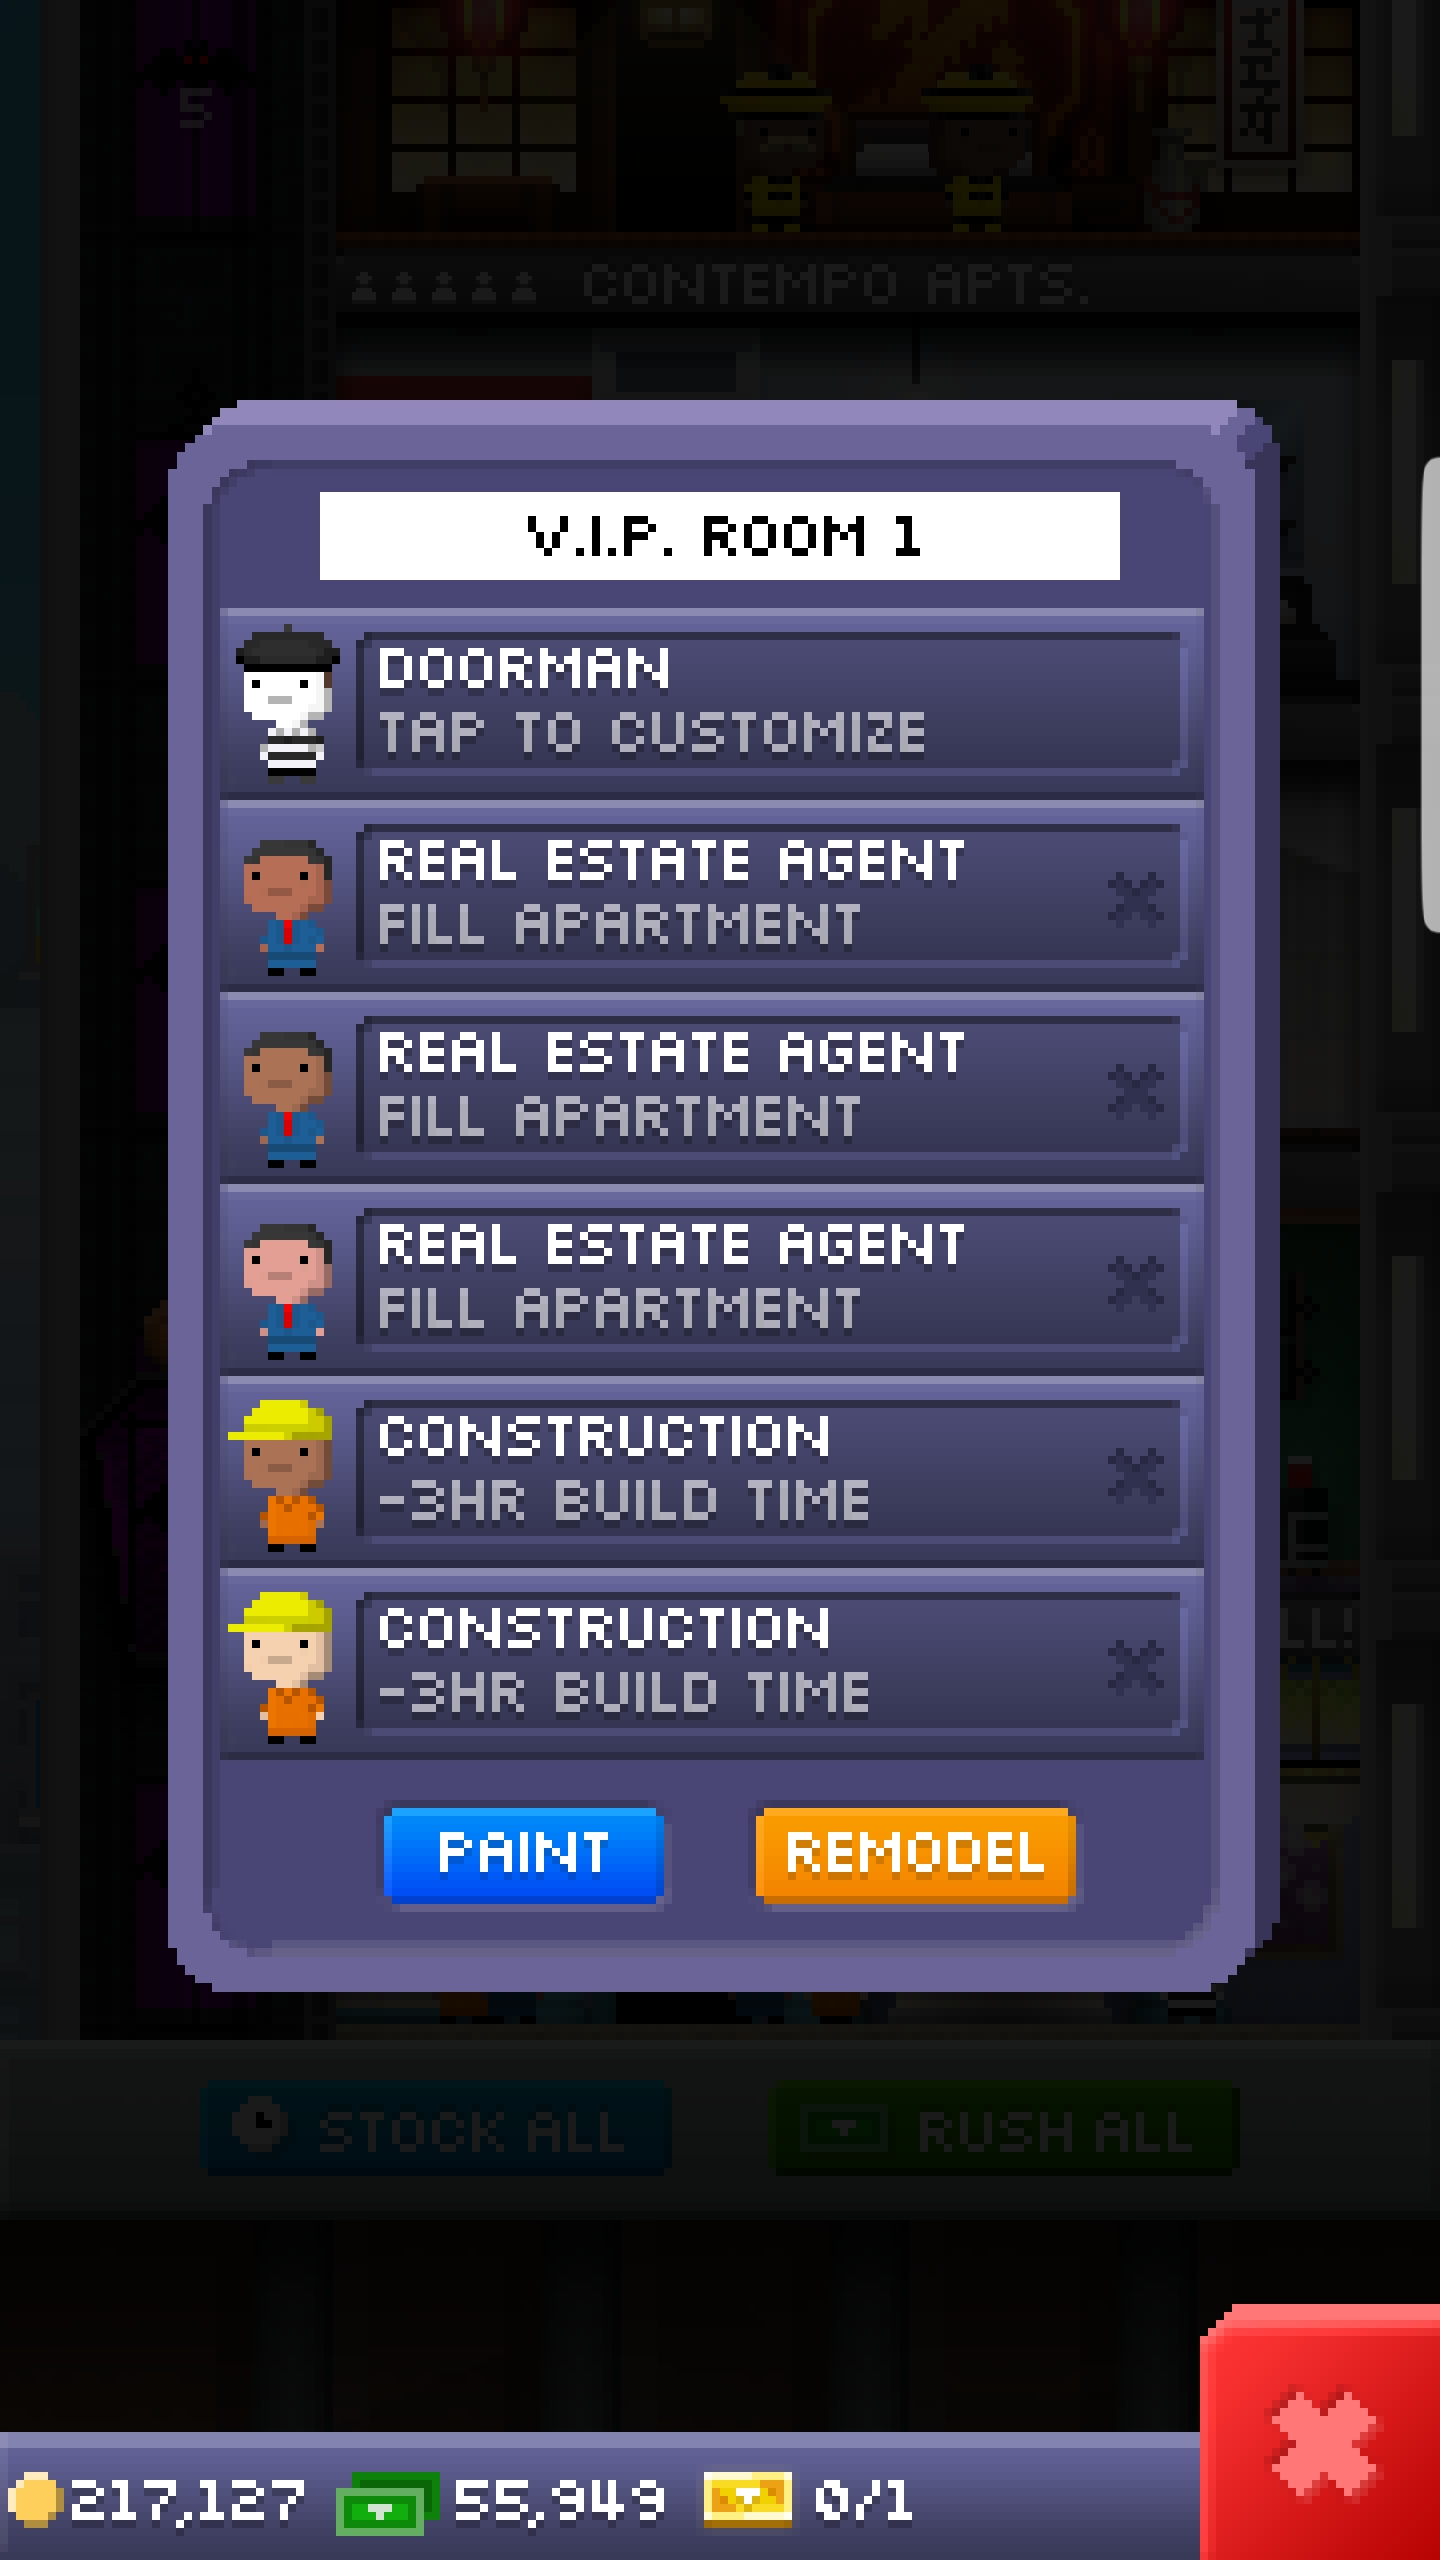 5
CONTEMPO APTS.
V.I.P. ROOM 1
DOORMAN
TAP TO CUSTOMIZE
REAL ESTATE AGENT
FILL APARTMENT
REAL ESTATE AGENT
FILL APARTMENT
REAL ESTATE AGENT
FILL APARTMENT
CONSTRUCTION
-3HR BUILD TIME
CONSTRUCTION
-3HR BUILD TIME
PAINT
REMODEL
STOCK ALL
RUSH ALL
217,127
55,949
0/1